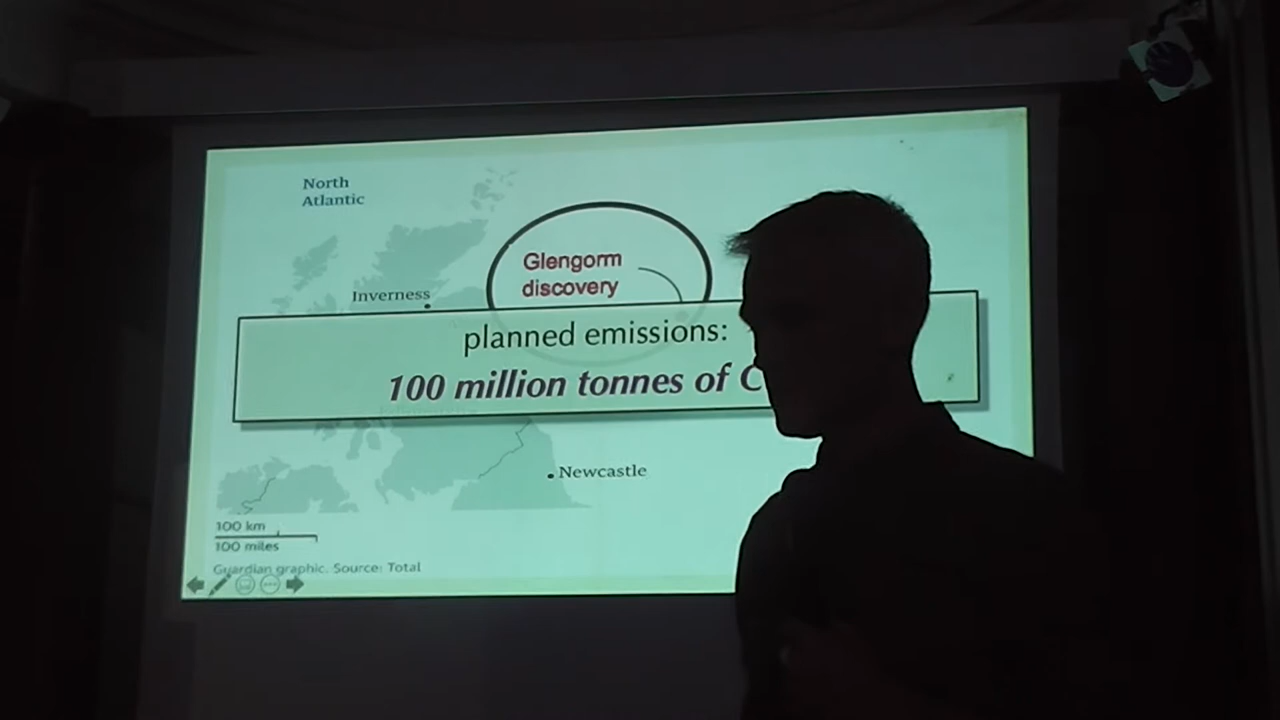 North
Atlantic
Glengorm
discovery
Inverness
planned emissions:
100 million tonnes of C
Newcastle
100 km
100 miles
Guardian graphic. Source: Total